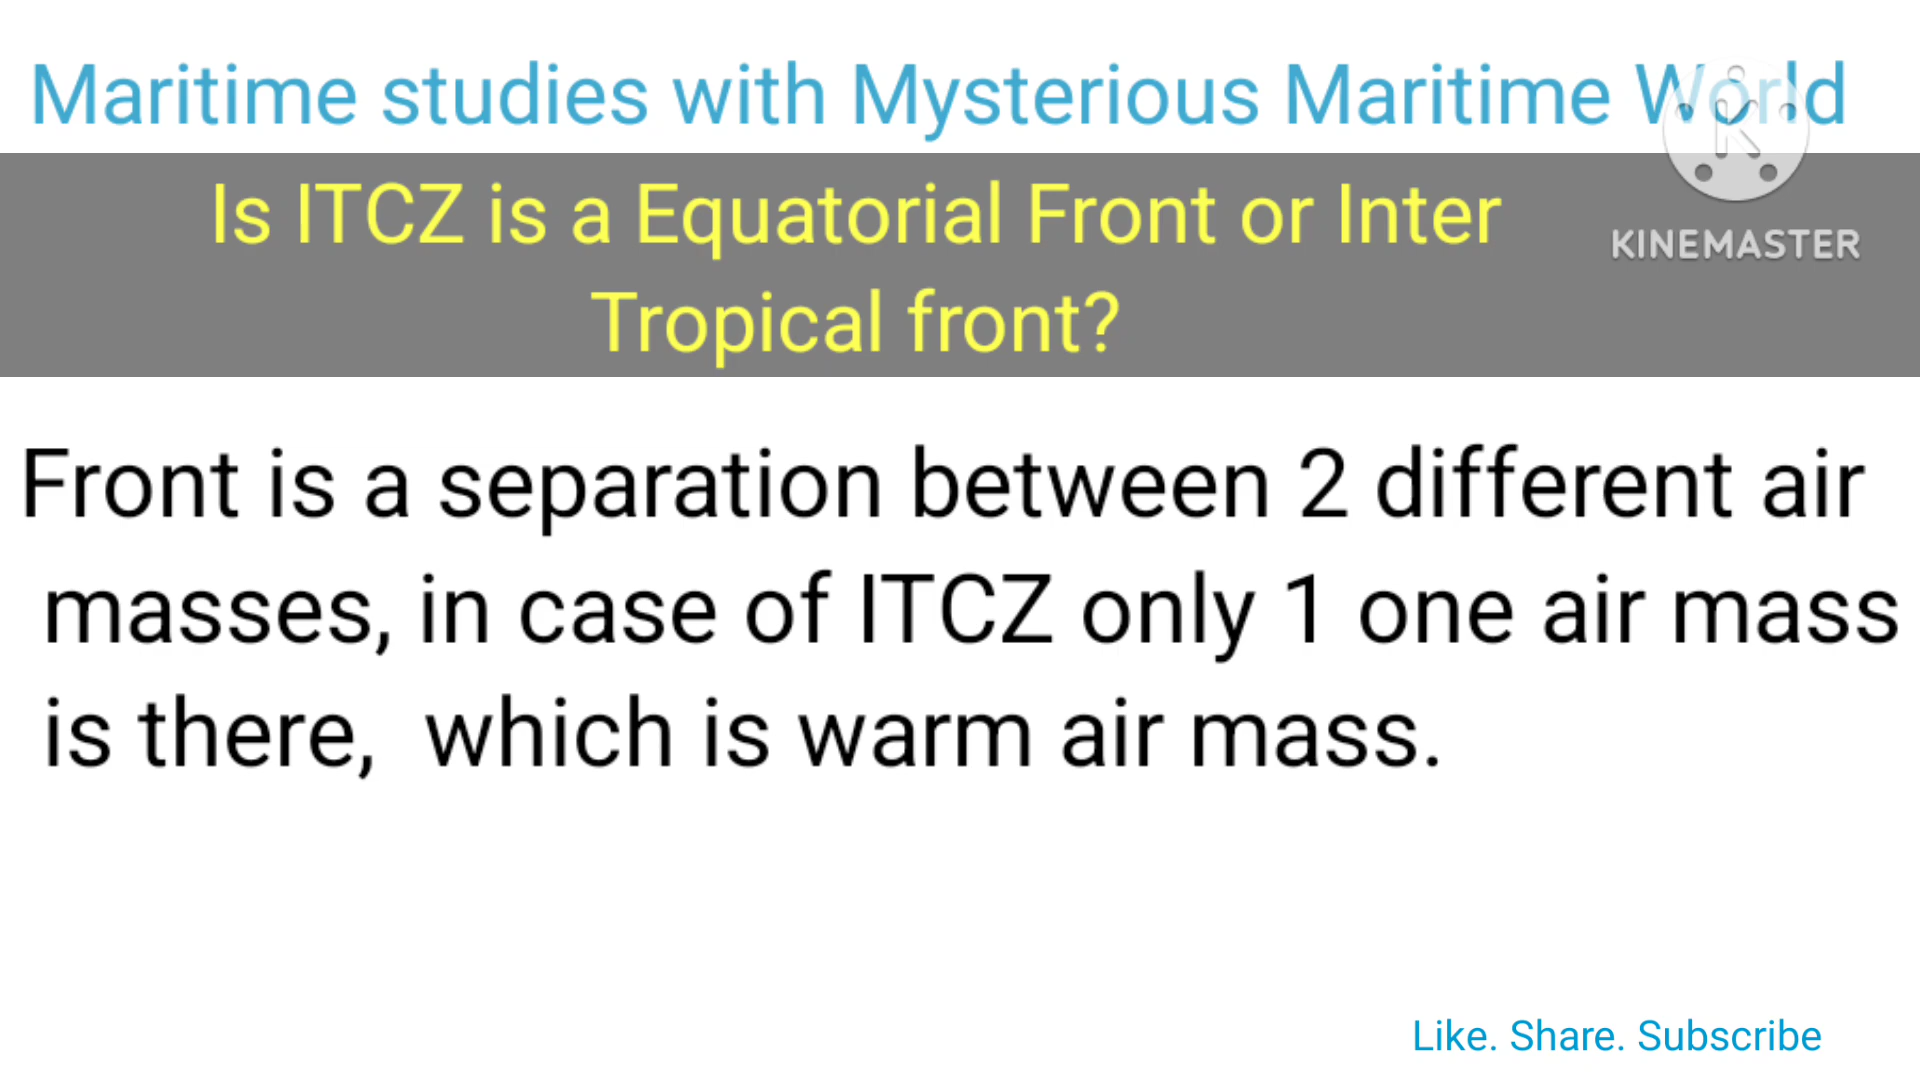 Maritime studies with Mysterious Maritime World
Is ITCZ is a Equatorial Front or Inter
Tropical front?
K
KINEMASTER
Front is a separation between 2 different air
masses, in case of ITCZ only 1 one air mass
is there, which is warm air mass.
Like. Share. Subscribe